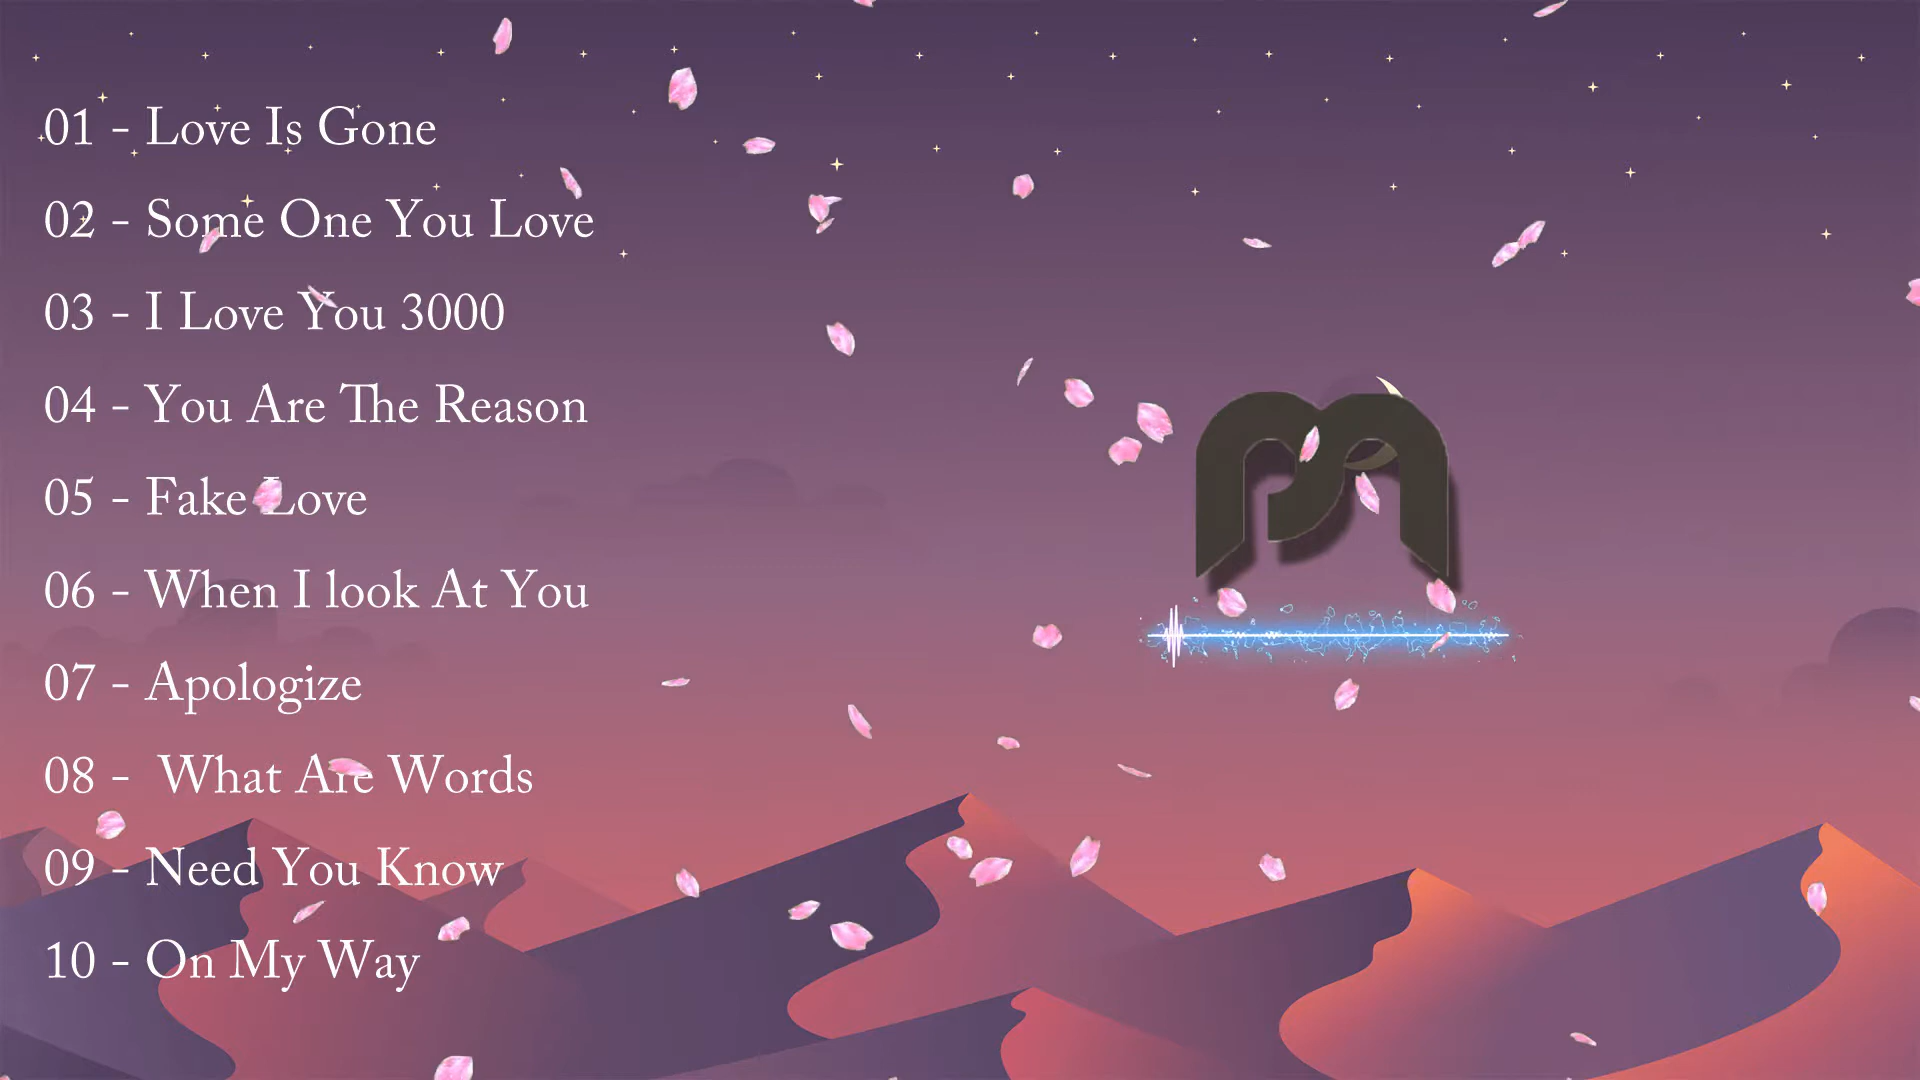 01 - Love Is Gone
02 - Some One You Love
03 - I Love You 3000
04 - You Are The Reason
05 - Fake Love
06 - When I look At You
07 - Apologize
08 - What Are Words
09 - Need You Know
10 - On My Way